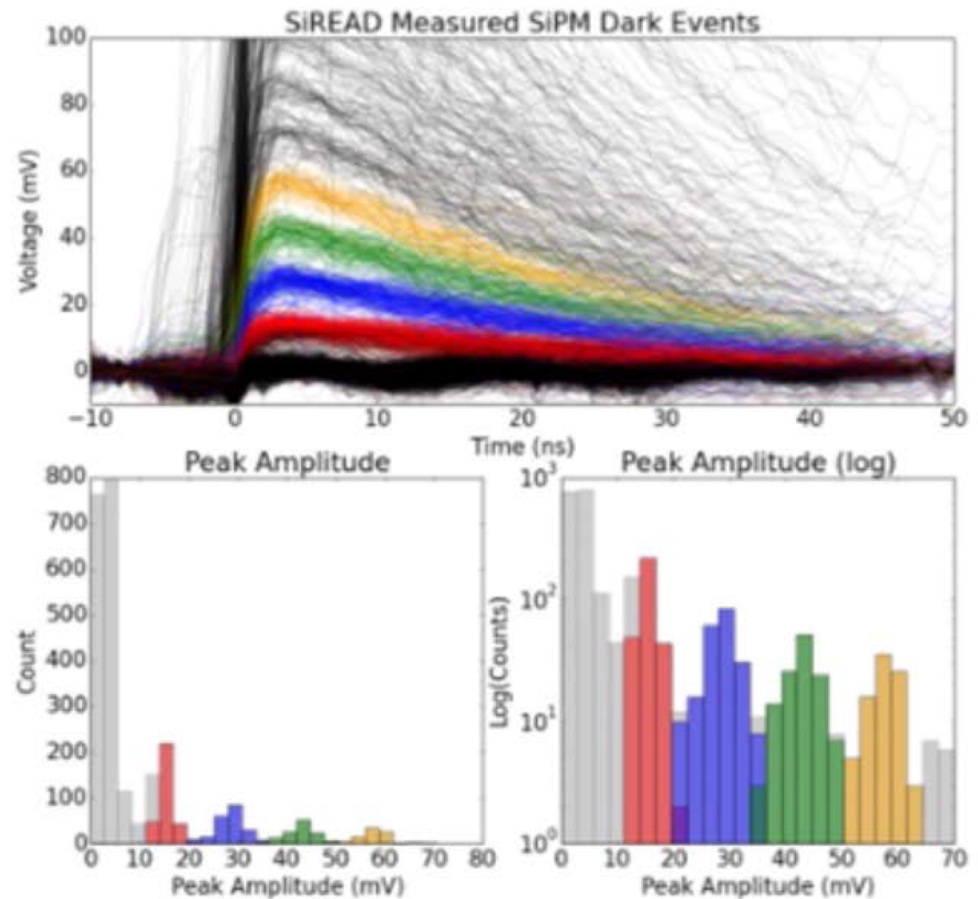 SiREAD Measured SiPM Dark Events
Voltage (mV)
100
80
60
40
20
0
−10 0 10 20 30 40 50
Time (ns)
Peak Amplitude
Count
800
700
600
500
400
300
200
100
0
0 10 20 30 40 50 60 70 80
Peak Amplitude (mV)
Peak Amplitude (log)
Log(Counts)
10³
10²
10¹
10⁰
0 10 20 30 40 50 60 70
Peak Amplitude (mV)